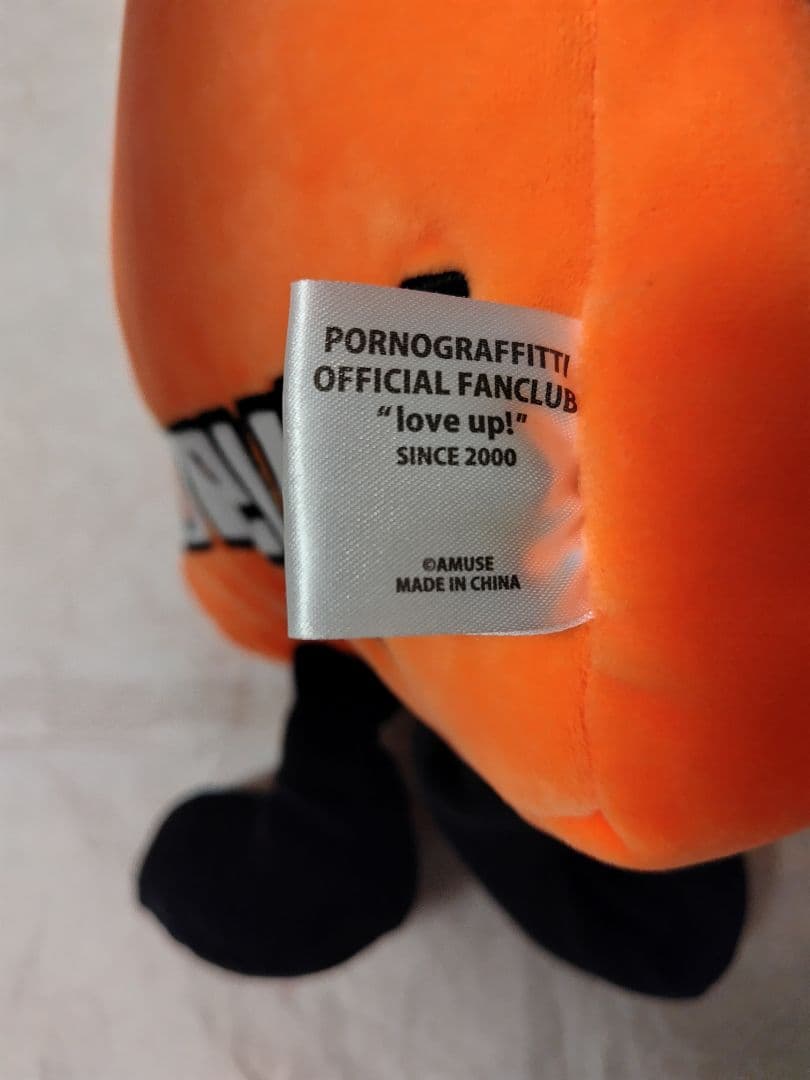 PORNOGRAFFITTI
OFFICIAL FANCLUB
“love up!”
SINCE 2000
©AMUSE
MADE IN CHINA